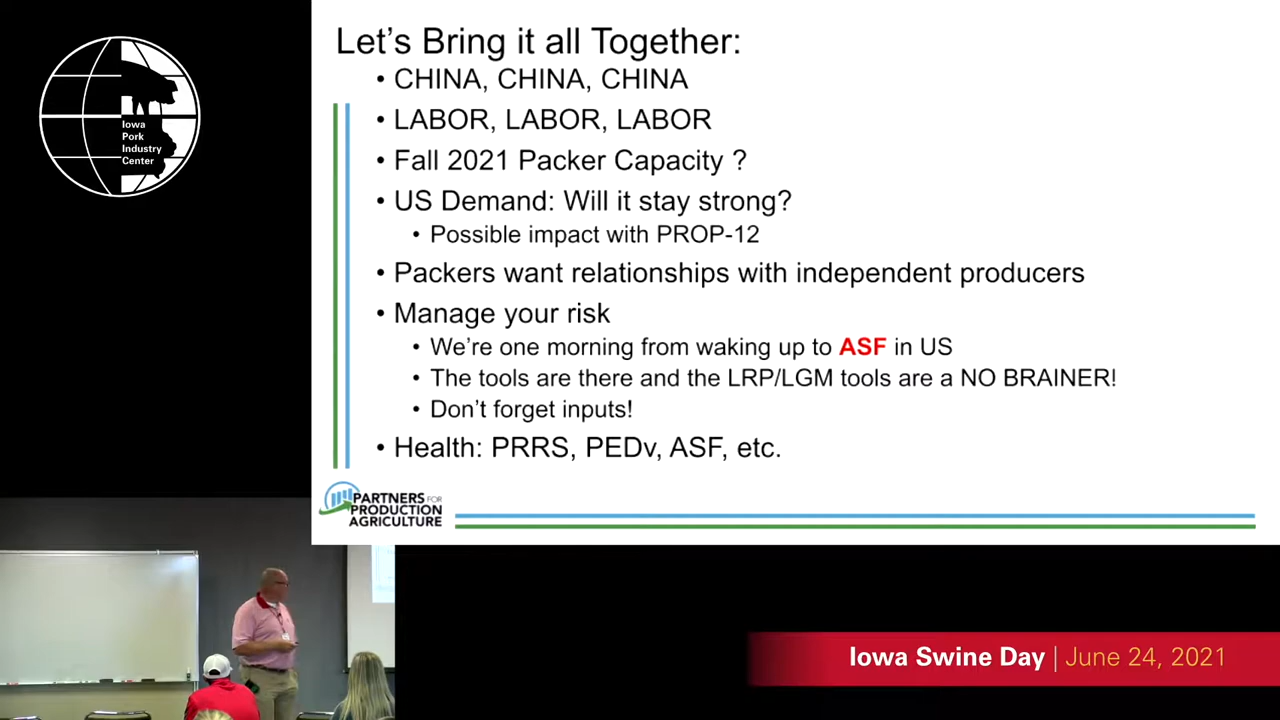 Iowa
Pork
Industry
Center
Let's Bring it all Together:
• CHINA, CHINA, CHINA
• LABOR, LABOR, LABOR
• Fall 2021 Packer Capacity ?
• US Demand: Will it stay strong?
• Possible impact with PROP-12
• Packers want relationships with independent producers
• Manage your risk
• We're one morning from waking up to ASF in US
• The tools are there and the LRP/LGM tools are a NO BRAINER!
• Don't forget inputs!
• Health: PRRS, PEDv, ASF, etc.
PARTNERS FOR
PRODUCTION
AGRICULTURE
Iowa Swine Day | June 24, 2021